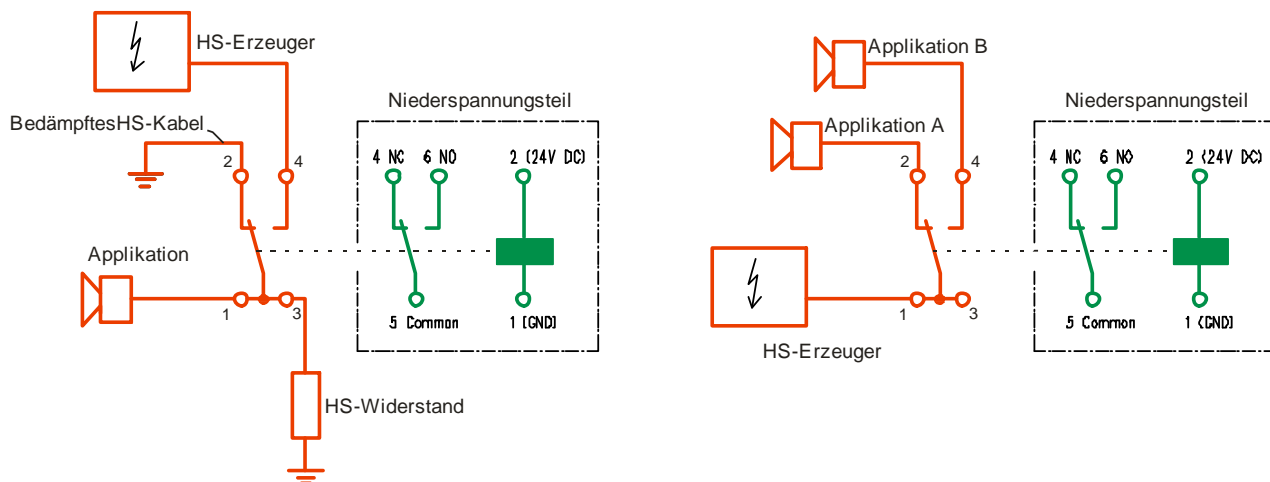 HS-Erzeuger
BedämpftesHS-Kabel
2
4
Applikation
1
3
HS-Widerstand
Niederspannungsteil
4 NC 6 NO 2 (24V DC)
5 Common 1 (GND)
Applikation B
Applikation A
2
4
HS-Erzeuger
1
3
Niederspannungsteil
4 NC 6 NO 2 (24V DC)
5 Common 1 (GND)